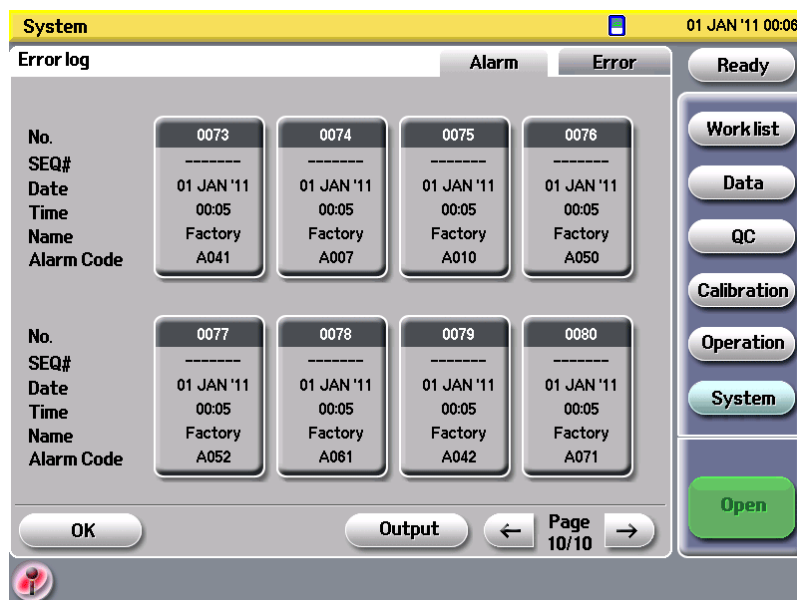 System 01 JAN '11 00:06
Error log Alarm Error Ready
No. 0073 0074 0075 0076
SEQ# ------- ------- ------- -------
Date 01 JAN '11 01 JAN '11 01 JAN '11 01 JAN '11
Time 00:05 00:05 00:05 00:05
Name Factory Factory Factory Factory
Alarm Code A041 A007 A010 A050
No. 0077 0078 0079 0080
SEQ# ------- ------- ------- -------
Date 01 JAN '11 01 JAN '11 01 JAN '11 01 JAN '11
Time 00:05 00:05 00:05 00:05
Name Factory Factory Factory Factory
Alarm Code A052 A061 A042 A071
OK Output ← Page 10/10 →
Work list
Data
QC
Calibration
Operation
System
Open